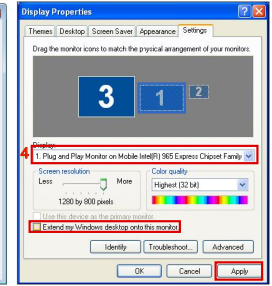 Display Properties
Themes Desktop Screen Saver Appearance Settings
Drag the monitor icons to match the physical arrangement of your monitors.
3 1 2
4
Display:
1. Plug and Play Monitor on Mobile Intel(R) 965 Express Chipset Family
Screen resolution
Less More
1280 by 800 pixels
Color quality
Highest (32 bit)
Use this device as the primary monitor.
Extend my Windows desktop onto this monitor.
Identify Troubleshoot... Advanced
OK Cancel Apply